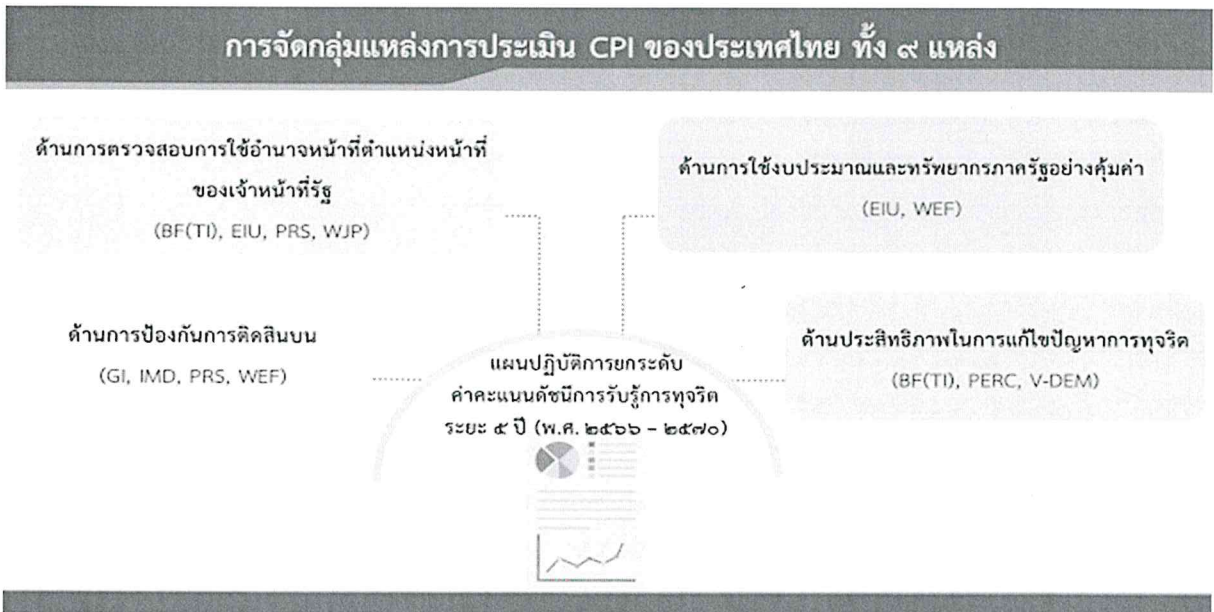 การจัดกลุ่มแหล่งการประเมิน CPI ของประเทศไทย ทั้ง ๙ แหล่ง
ด้านการตรวจสอบการใช้อำนาจหน้าที่ตำแหน่งหน้าที่
ของเจ้าหน้าที่รัฐ
(BF(TI), EIU, PRS, WJP)
ด้านการใช้งบประมาณและทรัพยากรภาครัฐอย่างคุ้มค่า
(EIU, WEF)
ด้านการป้องกันการติดสินบน
(GI, IMD, PRS, WEF)
ด้านประสิทธิภาพในการแก้ไขปัญหาการทุจริต
(BF(TI), PERC, V-DEM)
แผนปฏิบัติการยกระดับ
ค่าคะแนนดัชนีการรับรู้การทุจริต
ระยะ ๕ ปี (พ.ศ. ๒๕๖๖ – ๒๕๗๐)